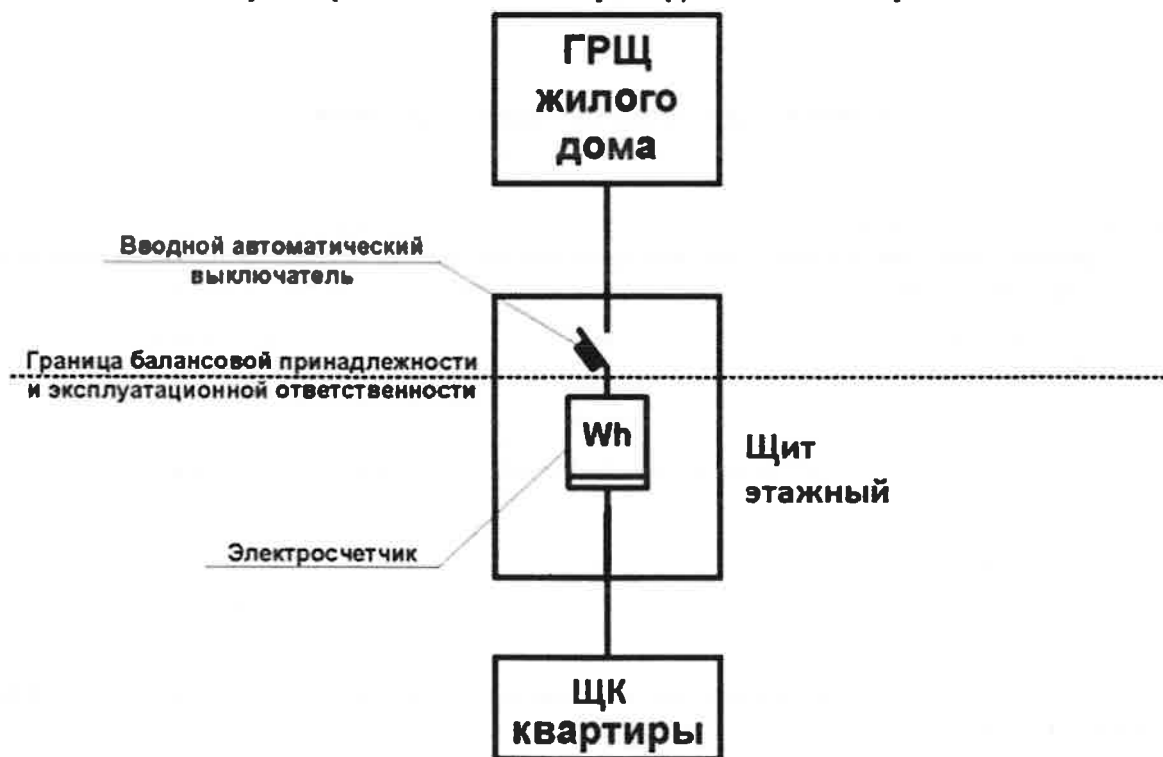 ГРЩ
жилого
дома
Вводной автоматический
выключатель
Граница балансовой принадлежности
и эксплуатационной ответственности
Wh
Щит
этажный
Электросчетчик
ЩК
квартиры